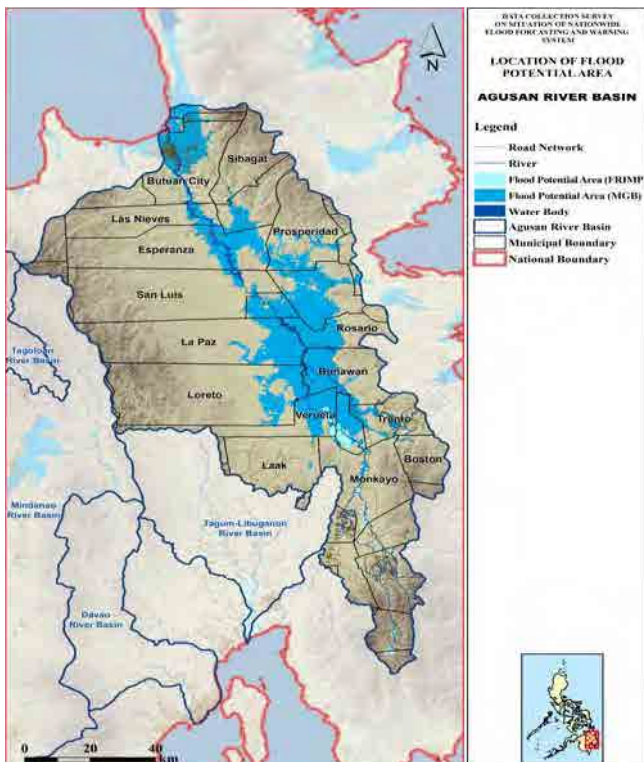 DATA COLLECTION SURVEY
ON SITUATION OF NATIONWIDE
FLOOD FORCASTING AND WARNING
SYSTEM
LOCATION OF FLOOD
POTENTIAL AREA
AGUSAN RIVER BASIN
Legend
Road Network
River
Flood Potential Area (FRIMP
Flood Potential Area (MGB)
Water Body
Agusan River Basin
Municipal Boundary
National Boundary
N
Sibagat
Butuan City
Las Nieves
Prosperidad
Esperanza
San Luis
Rosario
La Paz
Tagoloan
River Basin
Bunawan
Loreto
Veruela
Trento
Laak
Boston
Monkayo
Mindanao
River Basin
Tagum-Libuganon
River Basin
Davao
River Basin
0 10 20 40
km